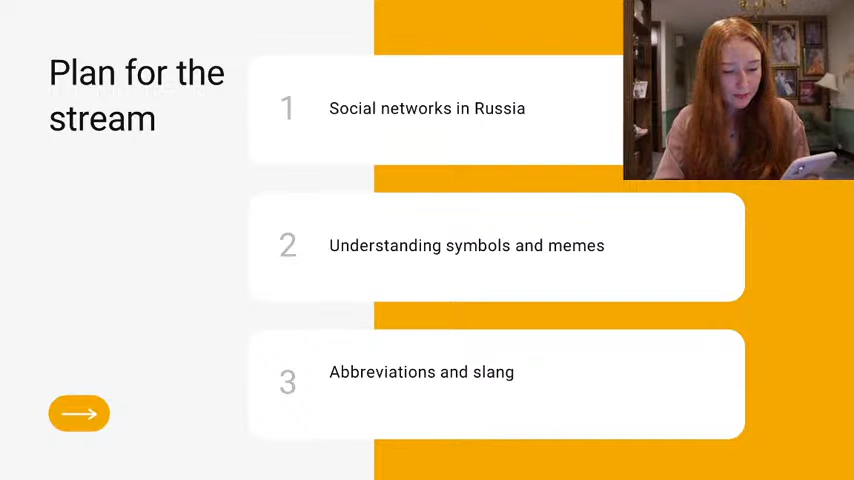 Plan for the
stream
1
Social networks in Russia
2
Understanding symbols and memes
3
Abbreviations and slang